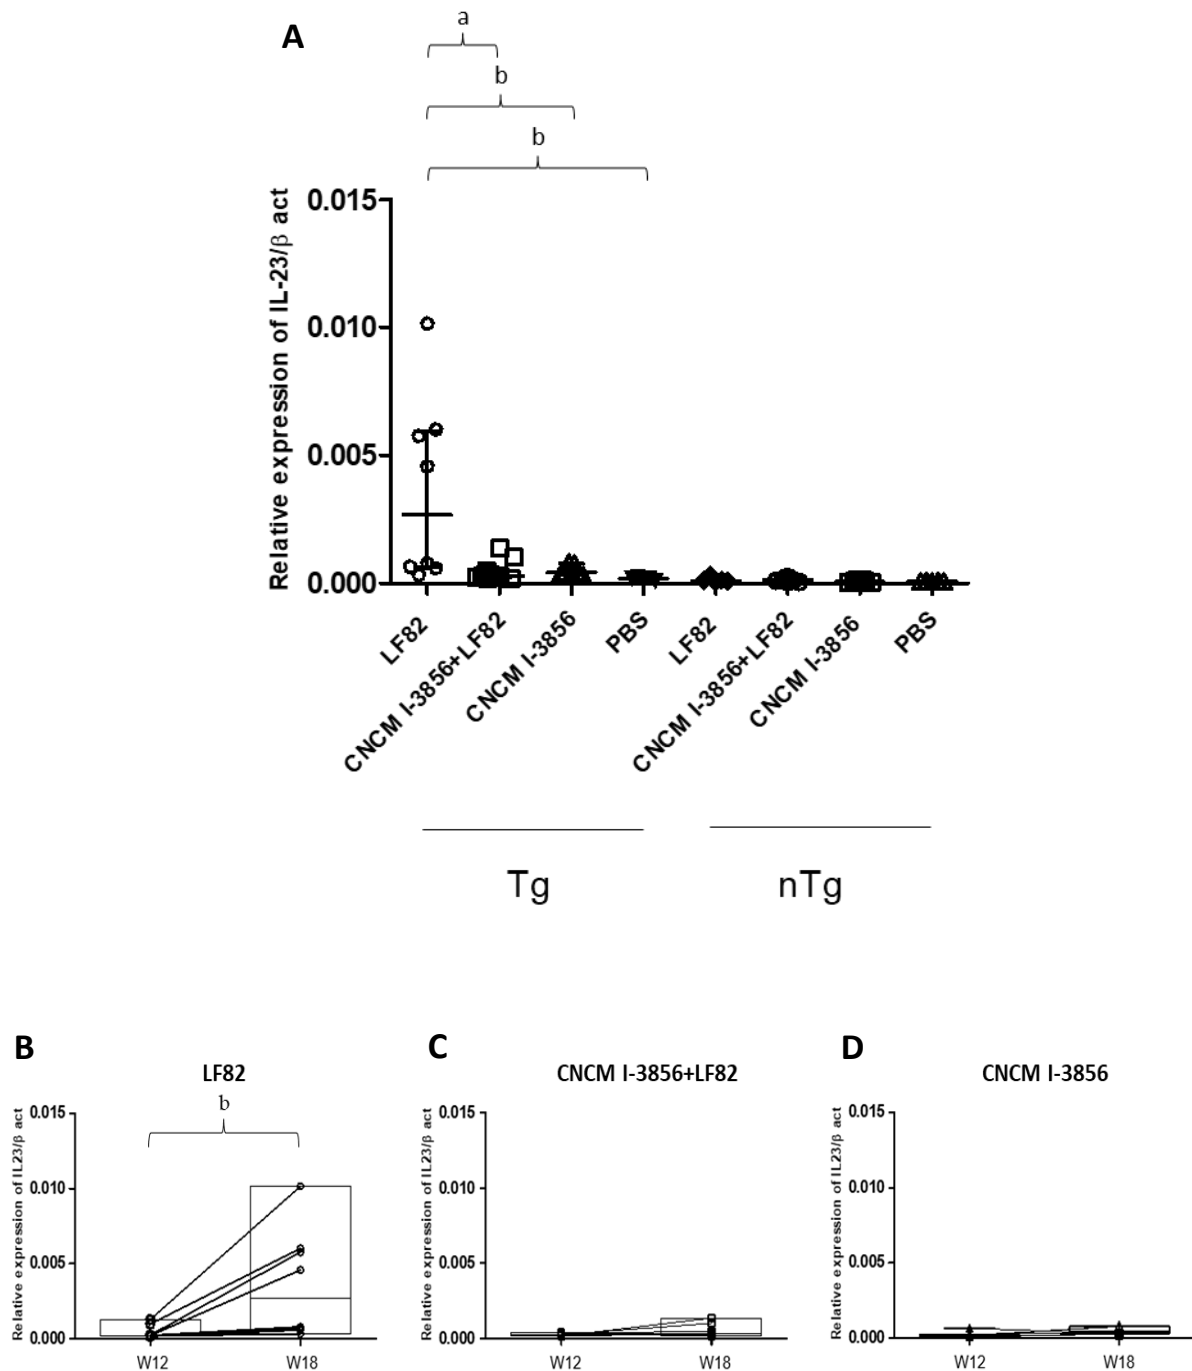 A
a
b
b
Relative expression of IL-23/β act
0.015
0.010
0.005
0.000
LF82
CNCM I-3856+LF82
CNCM I-3856
PBS
LF82
CNCM I-3856+LF82
CNCM I-3856
PBS
Tg
nTg
B
LF82
b
Relative expression of IL23/β act
0.015
0.010
0.005
0.000
W12
W18
C
CNCM I-3856+LF82
Relative expression of IL23/β act
0.015
0.010
0.005
0.000
W12
W18
D
CNCM I-3856
Relative expression of IL23/β act
0.015
0.010
0.005
0.000
W12
W18